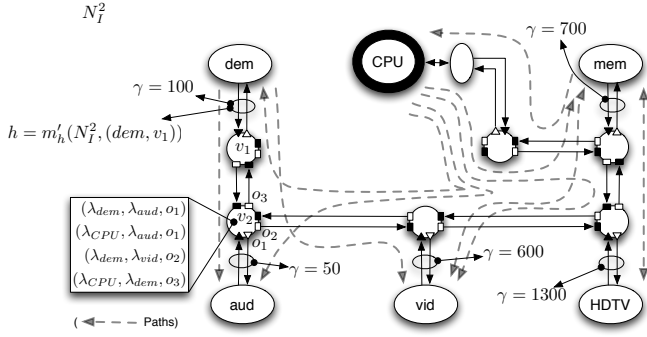 N_I^2
dem
CPU
γ = 700
mem
γ = 100
h = m'_h(N_I^2, (dem, v_1))
v_1
o_3
(λ_dem, λ_aud, o_1)
(λ_CPU, λ_aud, o_1)
(λ_dem, λ_vid, o_2)
(λ_CPU, λ_dem, o_3)
v_2
o_2
o_1
γ = 50
γ = 600
γ = 1300
aud
vid
HDTV
( Paths)